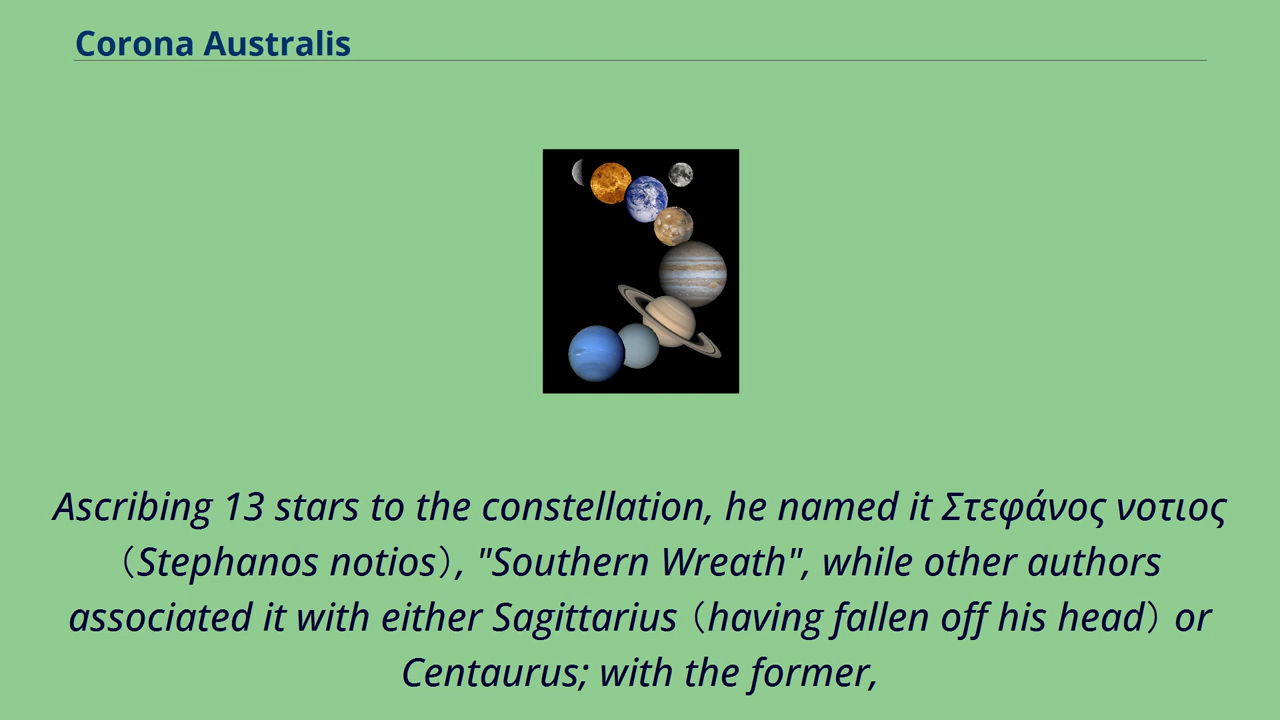 Corona Australis
Ascribing 13 stars to the constellation, he named it Στεφάνος νοτιος
（Stephanos notios）, "Southern Wreath", while other authors
associated it with either Sagittarius （having fallen off his head） or
Centaurus; with the former,